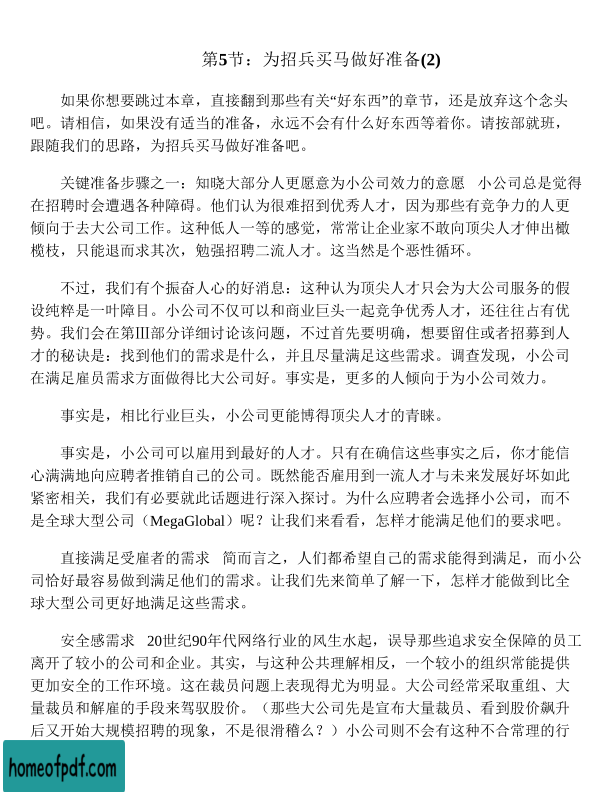 第5节：为招兵买马做好准备(2)
如果你想要跳过本章，直接翻到那些有关“好东西”的章节，还是放弃这个念头
吧。请相信，如果没有适当的准备，永远不会有什么好东西等着你。请按部就班，
跟随我们的思路，为招兵买马做好准备吧。
关键准备步骤之一：知晓大部分人更愿意为小公司效力的意愿 小公司总是觉得
在招聘时会遭遇各种障碍。他们认为很难招到优秀人才，因为那些有竞争力的人更
倾向于去大公司工作。这种低人一等的感觉，常常让企业家不敢向顶尖人才伸出橄
榄枝，只能退而求其次，勉强招聘二流人才。这当然是个恶性循环。
不过，我们有个振奋人心的好消息：这种认为顶尖人才只会为大公司服务的假
设纯粹是一叶障目。小公司不仅可以和商业巨头一起竞争优秀人才，还往往占有优
势。我们会在第Ⅲ部分详细讨论该问题，不过首先要明确，想要留住或者招募到人
才的秘诀是：找到他们的需求是什么，并且尽量满足这些需求。调查发现，小公司
在满足雇员需求方面做得比大公司好。事实是，更多的人倾向于为小公司效力。
事实是，相比行业巨头，小公司更能博得顶尖人才的青睐。
事实是，小公司可以雇用到最好的人才。只有在确信这些事实之后，你才能信
心满满地向应聘者推销自己的公司。既然能否雇用到一流人才与未来发展好坏如此
紧密相关，我们有必要就此话题进行深入探讨。为什么应聘者会选择小公司，而不
是全球大型公司（MegaGlobal）呢？让我们来看看，怎样才能满足他们的要求吧。
直接满足受雇者的需求 简而言之，人们都希望自己的需求能得到满足，而小公
司恰好最容易做到满足他们的需求。让我们先来简单了解一下，怎样才能做到比全
球大型公司更好地满足这些需求。
安全感需求 20世纪90年代网络行业的风生水起，误导那些追求安全保障的员工
离开了较小的公司和企业。其实，与这种公共理解相反，一个较小的组织常能提供
更加安全的工作环境。这在裁员问题上表现得尤为明显。大公司经常采取重组、大
量裁员和解雇的手段来驾驭股价。（那些大公司先是宣布大量裁员、看到股价飙升
后又开始大规模招聘的现象，不是很滑稽么？）小公司则不会有这种不合常理的行
homeofpdf.com